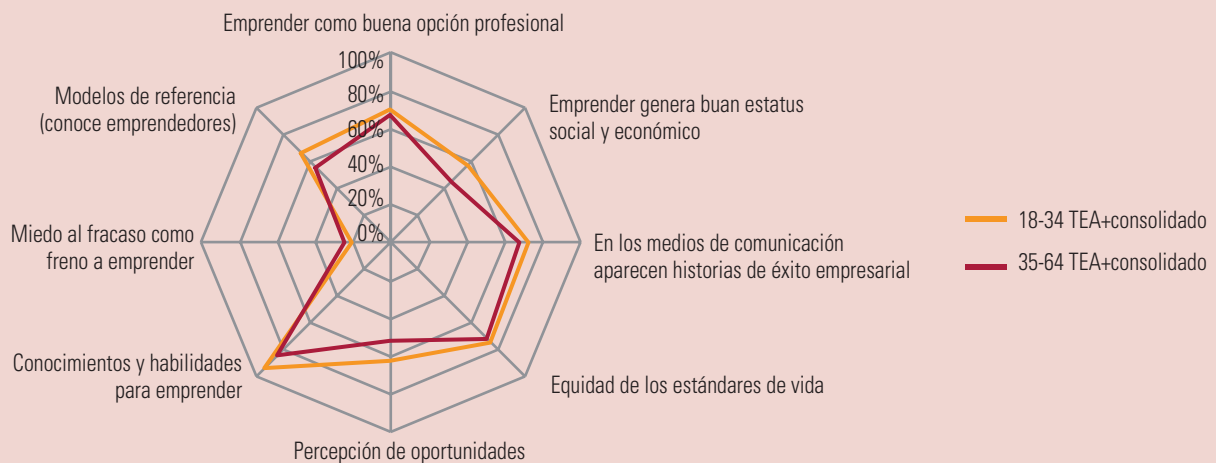 Emprender como buena opción profesional
100%
80%
60%
40%
20%
0%
Modelos de referencia
(conoce emprendedores)
Emprender genera buan estatus
social y económico
Miedo al fracaso como
freno a emprender
En los medios de comunicación
aparecen historias de éxito empresarial
18-34 TEA+consolidado
35-64 TEA+consolidado
Conocimientos y habilidades
para emprender
Equidad de los estándares de vida
Percepción de oportunidades